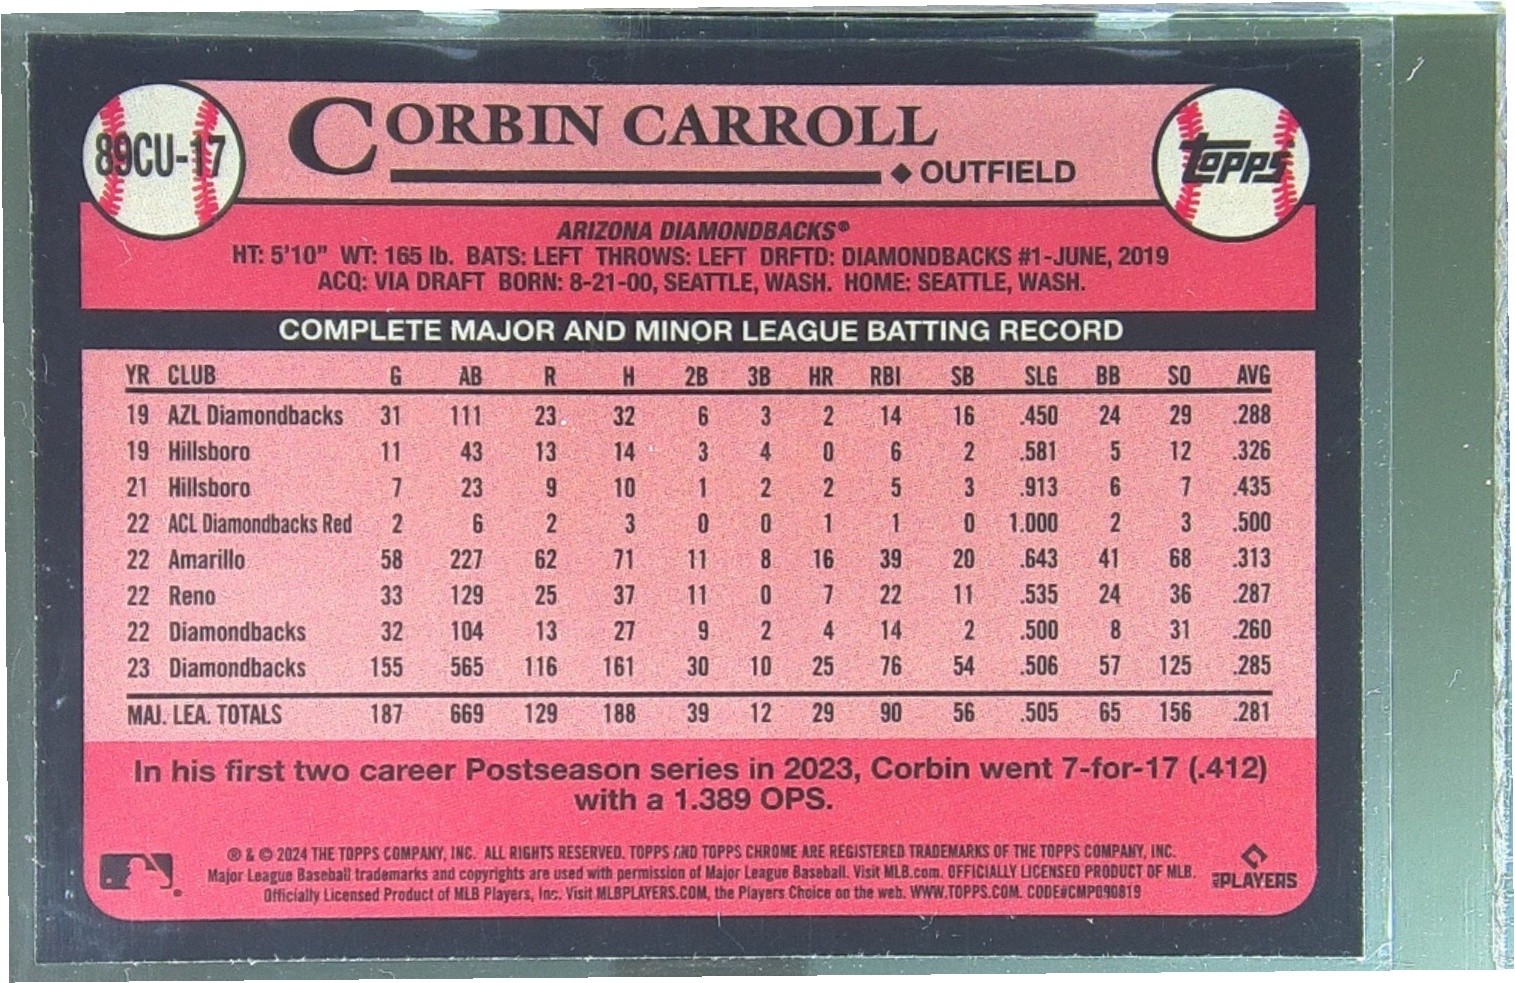 89CU-17
CORBIN CARROLL
◆ OUTFIELD
topps
ARIZONA DIAMONDBACKS®
HT: 5'10" WT: 165 lb. BATS: LEFT THROWS: LEFT DRFTD: DIAMONDBACKS #1-JUNE, 2019
ACQ: VIA DRAFT BORN: 8-21-00, SEATTLE, WASH. HOME: SEATTLE, WASH.
COMPLETE MAJOR AND MINOR LEAGUE BATTING RECORD
YR CLUB G AB R H 2B 3B HR RBI SB SLG BB SO AVG
19 AZL Diamondbacks 31 111 23 32 6 3 2 14 16 .450 24 29 .288
19 Hillsboro 11 43 13 14 3 4 0 6 2 .581 5 12 .326
21 Hillsboro 7 23 9 10 1 2 2 5 3 .913 6 7 .435
22 ACL Diamondbacks Red 2 6 2 3 0 0 1 1 0 1.000 2 3 .500
22 Amarillo 58 227 62 71 11 8 16 39 20 .643 41 68 .313
22 Reno 33 129 25 37 11 0 7 22 11 .535 24 36 .287
22 Diamondbacks 32 104 13 27 9 2 4 14 2 .500 8 31 .260
23 Diamondbacks 155 565 116 161 30 10 25 76 54 .506 57 125 .285
MAJ. LEA. TOTALS 187 669 129 188 39 12 29 90 56 .505 65 156 .281
In his first two career Postseason series in 2023, Corbin went 7-for-17 (.412)
with a 1.389 OPS.
® & © 2024 THE TOPPS COMPANY, INC. ALL RIGHTS RESERVED. TOPPS AND TOPPS CHROME ARE REGISTERED TRADEMARKS OF THE TOPPS COMPANY, INC.
Major League Baseball trademarks and copyrights are used with permission of Major League Baseball. Visit MLB.com. OFFICIALLY LICENSED PRODUCT OF MLB.
Officially Licensed Product of MLB Players, Inc. Visit MLBPLAYERS.COM, the Players Choice on the web. WWW.TOPPS.COM. CODE#CMP090819
MLB PLAYERS